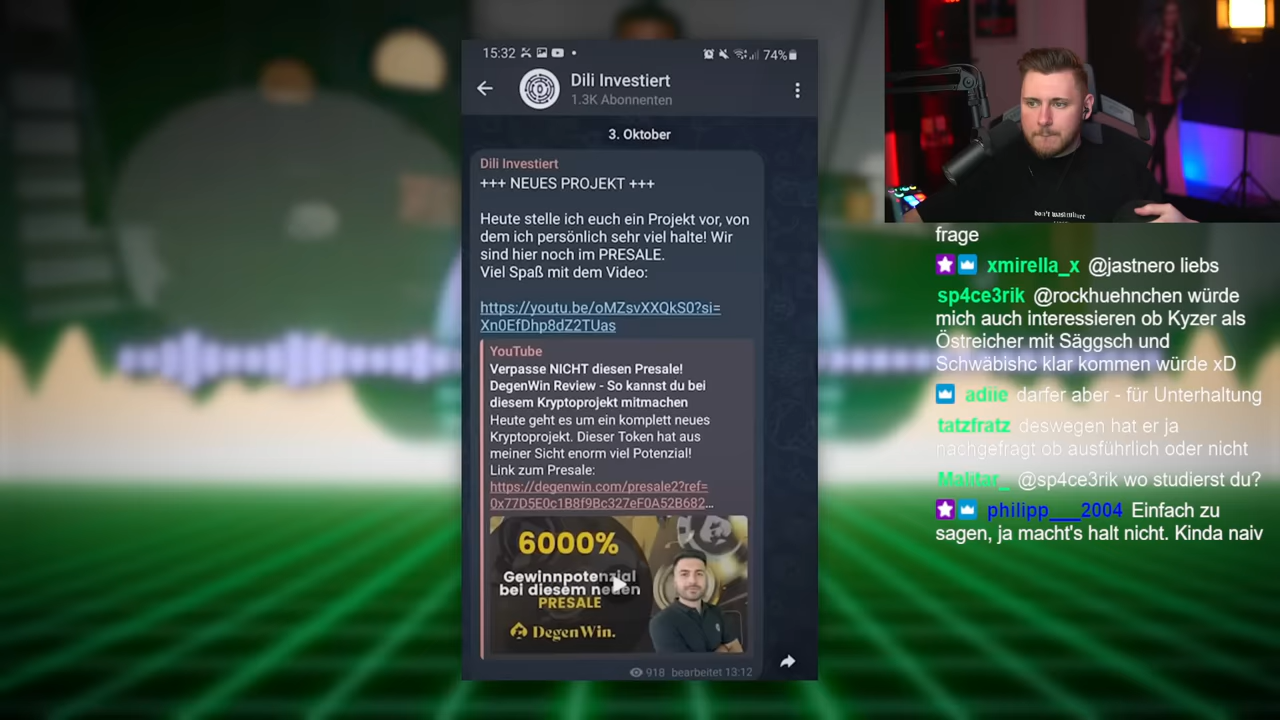 15:32
74%
Dili Investiert
1.3K Abonnenten
3. Oktober
Dili Investiert
+++ NEUES PROJEKT +++
Heute stelle ich euch ein Projekt vor, von
dem ich persönlich sehr viel halte! Wir
sind hier noch im PRESALE.
Viel Spaß mit dem Video:
https://youtu.be/oMZsvXXQkS0?si=
Xn0EfDhp8dZ2TUas
YouTube
Verpasse NICHT diesen Presale!
DegenWin Review - So kannst du bei
diesem Kryptoprojekt mitmachen
Heute geht es um ein komplett neues
Kryptoprojekt. Dieser Token hat aus
meiner Sicht enorm viel Potenzial!
Link zum Presale:
https://degenwin.com/presale2?ref=
0x77D5E0c1B8f9Bc327eF0A52B682...
6000%
Gewinnpotenzial
bei diesem neuen
PRESALE
DegenWin.
918 bearbeitet 13:12
don't wast
frage
xmirella_x @jastnero liebs
sp4ce3rik @rockhuehnchen würde
mich auch interessieren ob Kyzer als
Östreicher mit Säggsch und
Schwäbishc klar kommen würde xD
adiie darfer aber - für Unterhaltung
tatzfratz deswegen hat er ja
nachgefragt ob ausführlich oder nicht
Malitar_ @sp4ce3rik wo studierst du?
philipp___2004 Einfach zu
sagen, ja macht's halt nicht. Kinda naiv